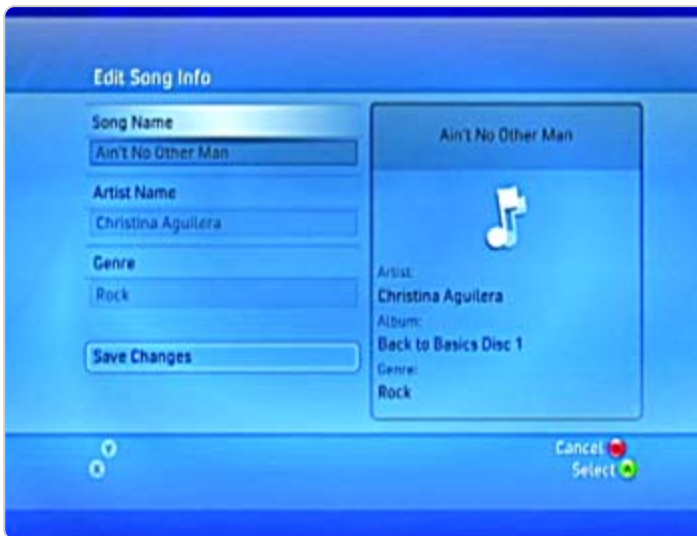 Edit Song Info
Song Name
Ain't No Other Man
Artist Name
Christina Aguilera
Genre
Rock
Save Changes
Ain't No Other Man
Artist:
Christina Aguilera
Album:
Back to Basics Disc 1
Genre:
Rock
Y
X
Cancel
Select A